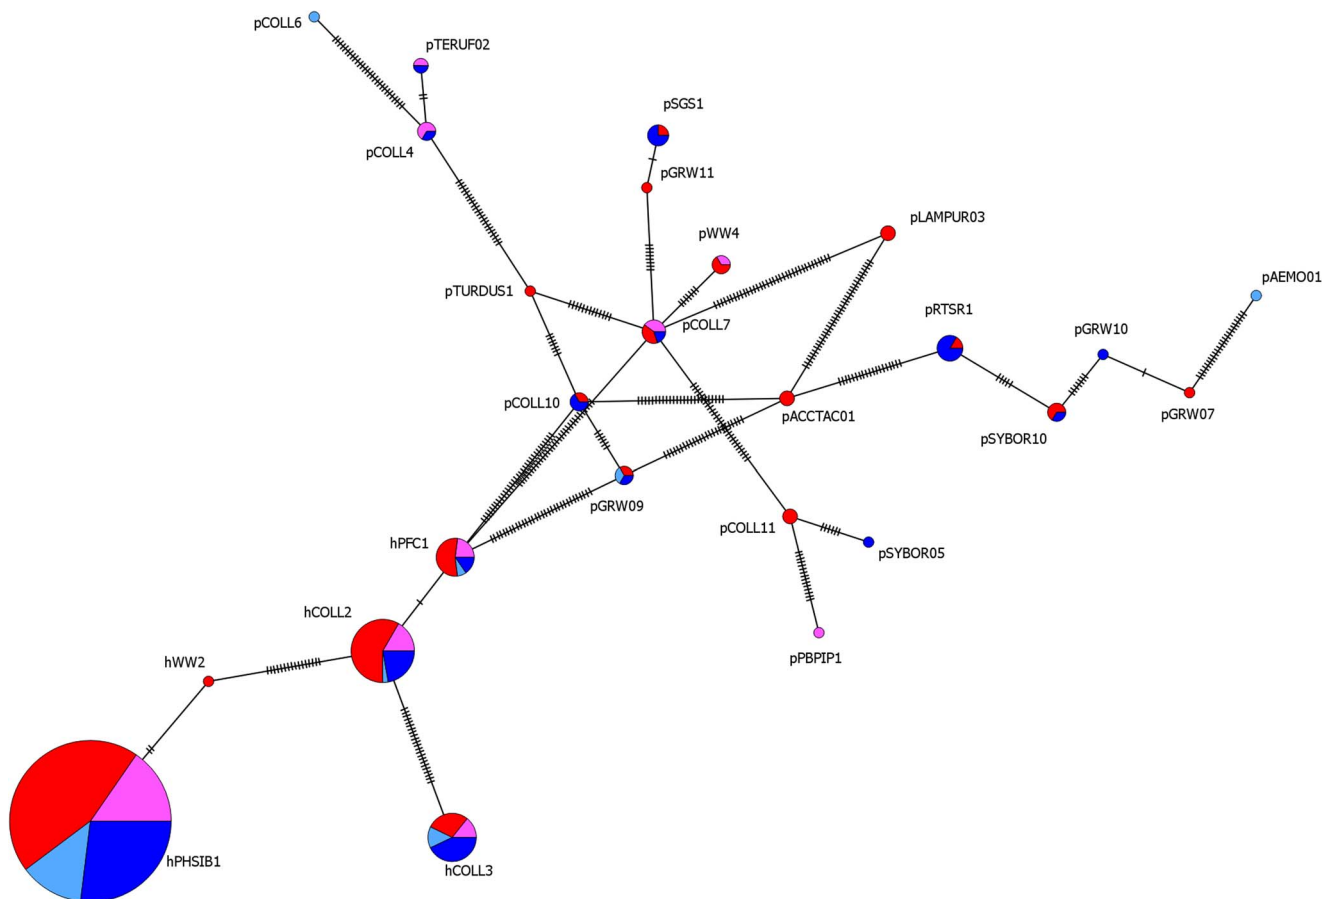 pCOLL6
pTERUF02
pSGS1
pCOLL4
pGRW11
pLAMPUR03
pWW4
pAEMO01
pTURDUS1
pRTSR1
pCOLL7
pGRW10
pCOLL10
pACCTAC01
pGRW07
pSYBOR10
pGRW09
pCOLL11
hPFC1
pSYBOR05
hCOLL2
pPBPIP1
hWW2
hPHSIB1
hCOLL3